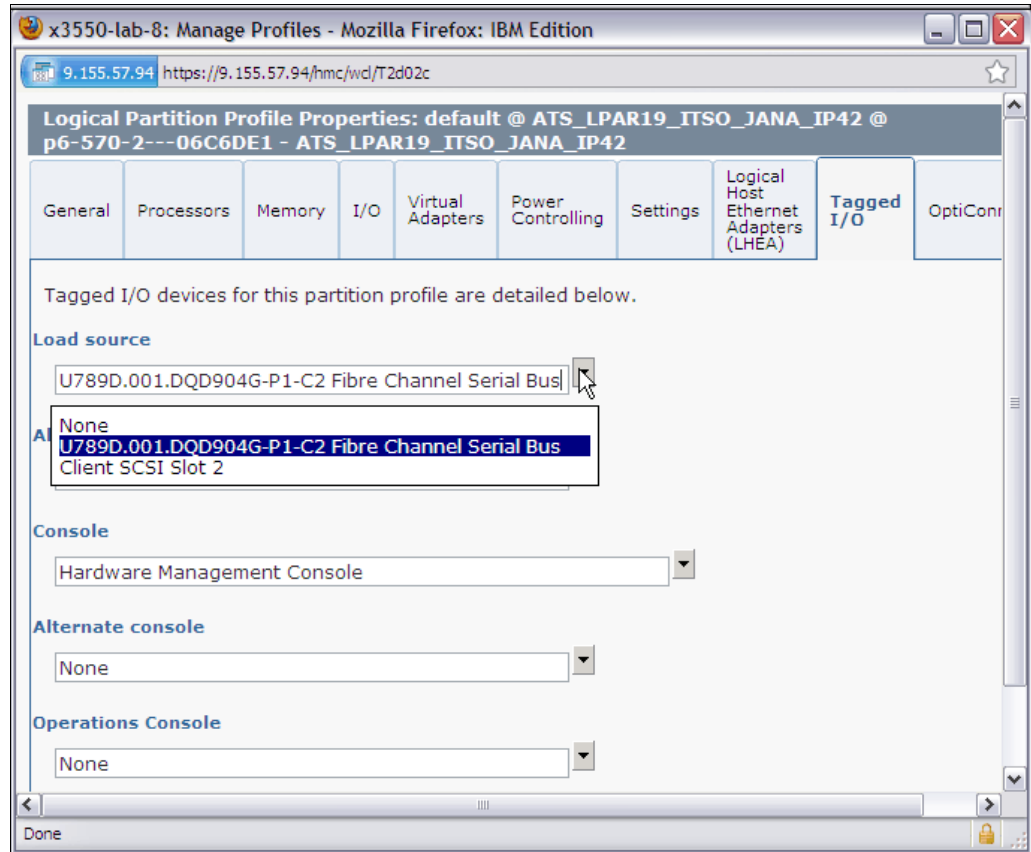 x3550-lab-8: Manage Profiles - Mozilla Firefox: IBM Edition
9.155.57.94 https://9.155.57.94/hmc/wcl/T2d02c
Logical Partition Profile Properties: default @ ATS_LPAR19_ITSO_JANA_IP42 @
p6-570-2---06C6DE1 - ATS_LPAR19_ITSO_JANA_IP42
General
Processors
Memory
I/O
Virtual
Adapters
Power
Controlling
Settings
Logical
Host
Ethernet
Adapters
(LHEA)
Tagged
I/O
OptiConn
Tagged I/O devices for this partition profile are detailed below.
Load source
U789D.001.DQD904G-P1-C2 Fibre Channel Serial Bus
None
Al
U789D.001.DQD904G-P1-C2 Fibre Channel Serial Bus
Client SCSI Slot 2
Console
Hardware Management Console
Alternate console
None
Operations Console
None
Done